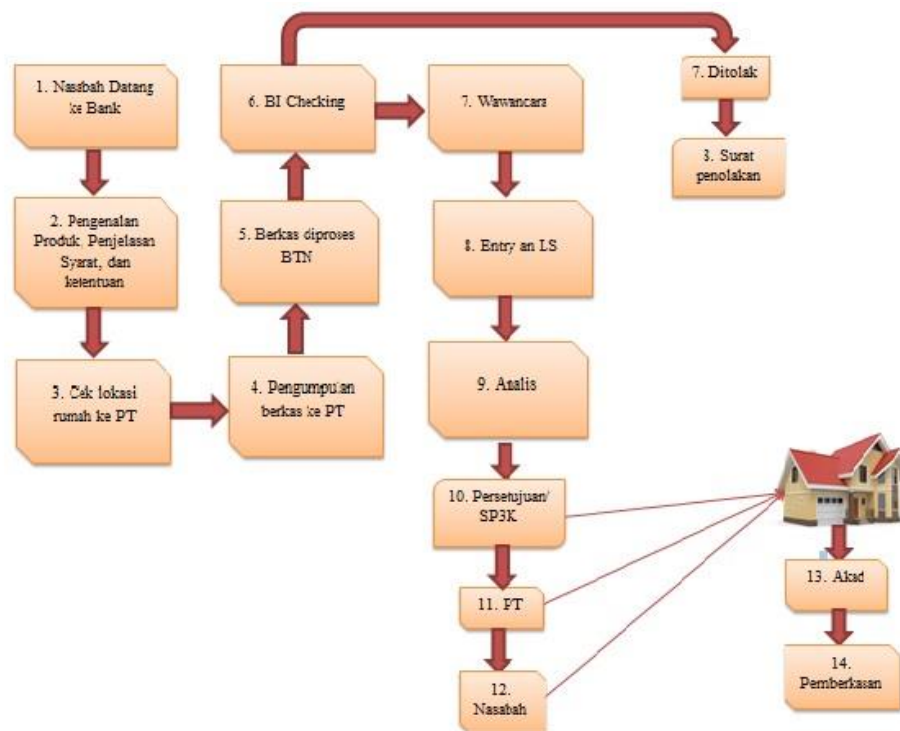 1. Nasabah Datang
ke Bank
2. Pengenalan
Produk, Penjelasan
Syarat, dan
ketentuan
3. Cek lokasi
rumah ke PT
4. Pengumpulan
berkas ke PT
5. Berkas diproses
BTN
6. BI Checking
7. Wawancara
8. Entry an LS
9. Analis
10. Persetujuan/
SP3K
11. PT
12.
Nasabah
7. Ditolak
8. Surat
penolakan
13. Akad
14.
Pemberkasan